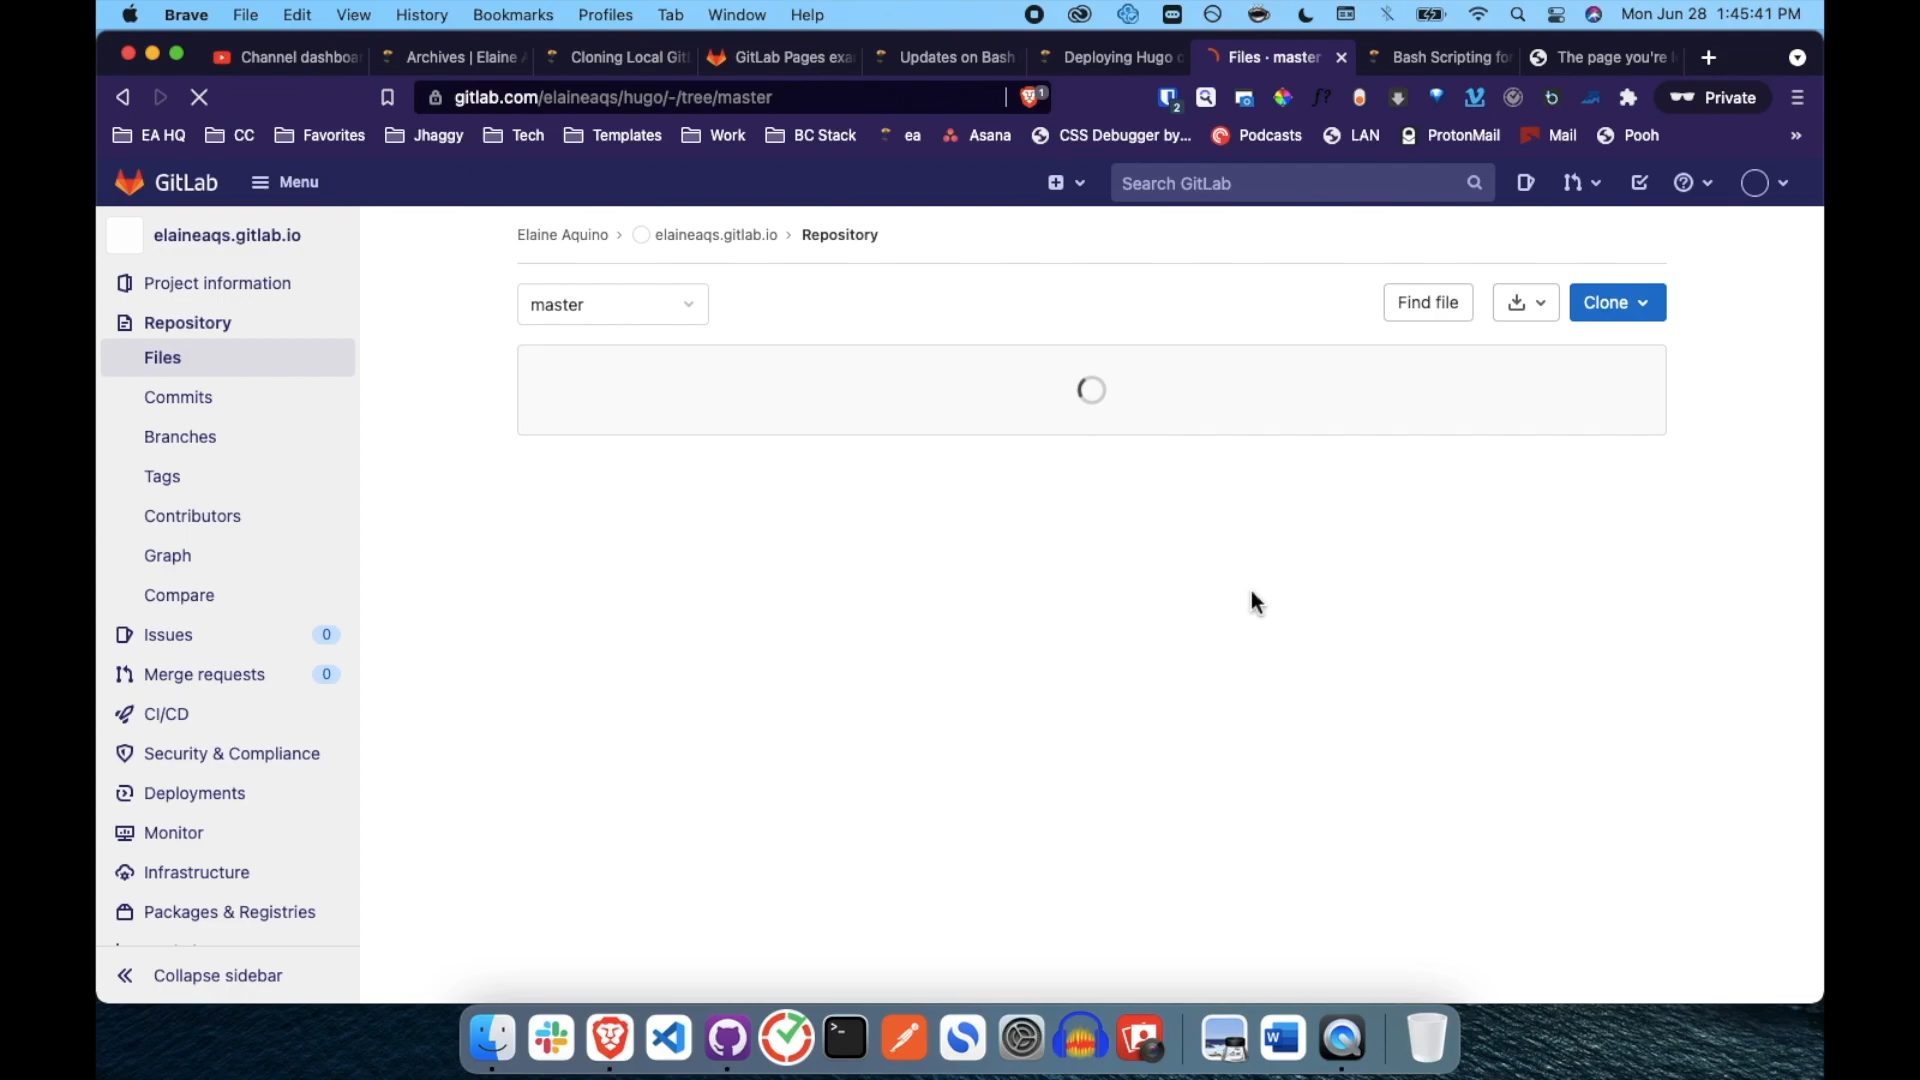 Brave File Edit View History Bookmarks Profiles Tab Window Help Mon Jun 28 1:45:41 PM
Channel dashboar Archives | Elaine A Cloning Local Git GitLab Pages exa Updates on Bash Deploying Hugo o Files · master Bash Scripting fo The page you're l
gitlab.com/elaineaqs/hugo/-/tree/master 1 2 f? Private
EA HQ CC Favorites Jhaggy Tech Templates Work BC Stack ea Asana CSS Debugger by... Podcasts LAN ProtonMail Mail Pooh »
GitLab Menu Search GitLab
elaineaqs.gitlab.io
Elaine Aquino › elaineaqs.gitlab.io › Repository
Project information
master Find file Clone
Repository
Files
Commits
Branches
Tags
Contributors
Graph
Compare
Issues 0
Merge requests 0
CI/CD
Security & Compliance
Deployments
Monitor
Infrastructure
Packages & Registries
Collapse sidebar